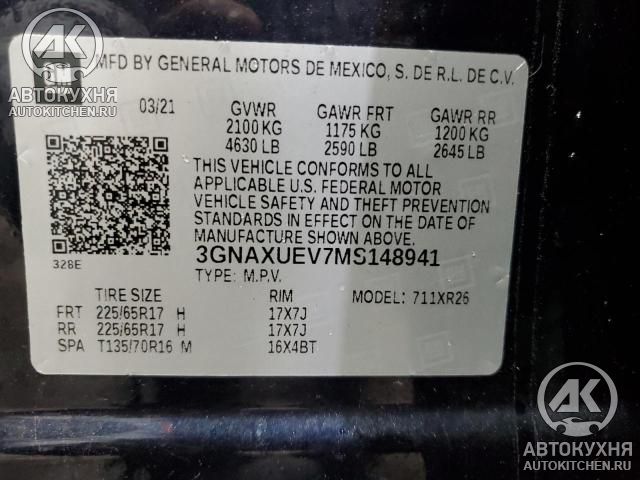 AK
АВТОКУХНЯ
AUTOKITCHEN.RU
GM
MFD BY GENERAL MOTORS DE MEXICO, S. DE R.L. DE C.V.
03/21 GVWR GAWR FRT GAWR RR
2100 KG 1175 KG 1200 KG
4630 LB 2590 LB 2645 LB
THIS VEHICLE CONFORMS TO ALL
APPLICABLE U.S. FEDERAL MOTOR
VEHICLE SAFETY AND THEFT PREVENTION
STANDARDS IN EFFECT ON THE DATE OF
MANUFACTURE SHOWN ABOVE.
328E 3GNAXUEV7MS148941
TYPE: M.P.V.
TIRE SIZE RIM MODEL: 711XR26
FRT 225/65R17 H 17X7J
RR 225/65R17 H 17X7J
SPA T135/70R16 M 16X4BT
AK
АВТОКУХНЯ
AUTOKITCHEN.RU